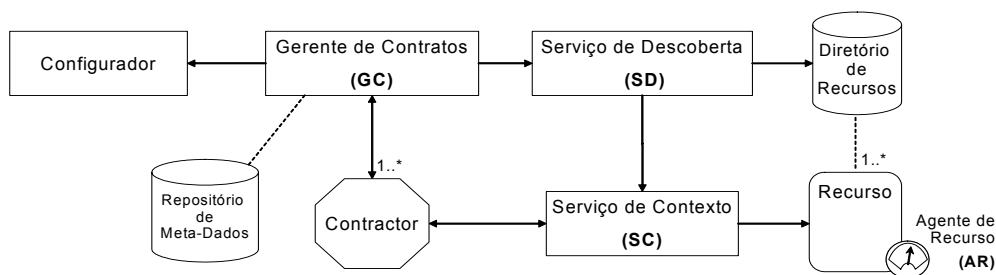 Configurador
Gerente de Contratos
(GC)
Serviço de Descoberta
(SD)
Diretório
de
Recursos
1..*
1..*
Repositório
de
Meta-Dados
Contractor
Serviço de Contexto
(SC)
Recurso
Agente de
Recurso
(AR)